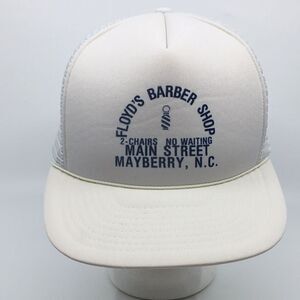 FLOYD'S BARBER SHOP
2-CHAIRS NO WAITING
MAIN STREET
MAYBERRY, N.C.